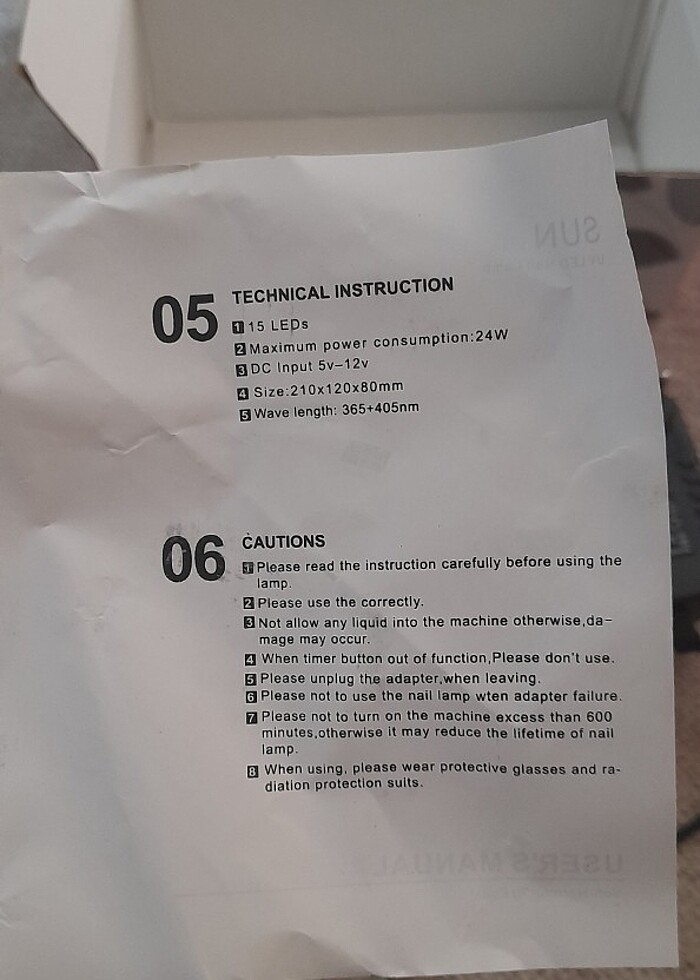 05
TECHNICAL INSTRUCTION
1 15 LEDs
2 Maximum power consumption:24W
3 DC Input 5v–12v
4 Size:210x120x80mm
5 Wave length: 365+405nm
06
CAUTIONS
1 Please read the instruction carefully before using the
lamp.
2 Please use the correctly.
3 Not allow any liquid into the machine otherwise,da–
mage may occur.
4 When timer button out of function,Please don't use.
5 Please unplug the adapter,when leaving.
6 Please not to use the nail lamp wten adapter failure.
7 Please not to turn on the machine excess than 600
minutes,otherwise it may reduce the lifetime of nail
lamp.
8 When using, please wear protective glasses and ra-
diation protection suits.
SUN
USER'S MANUAL